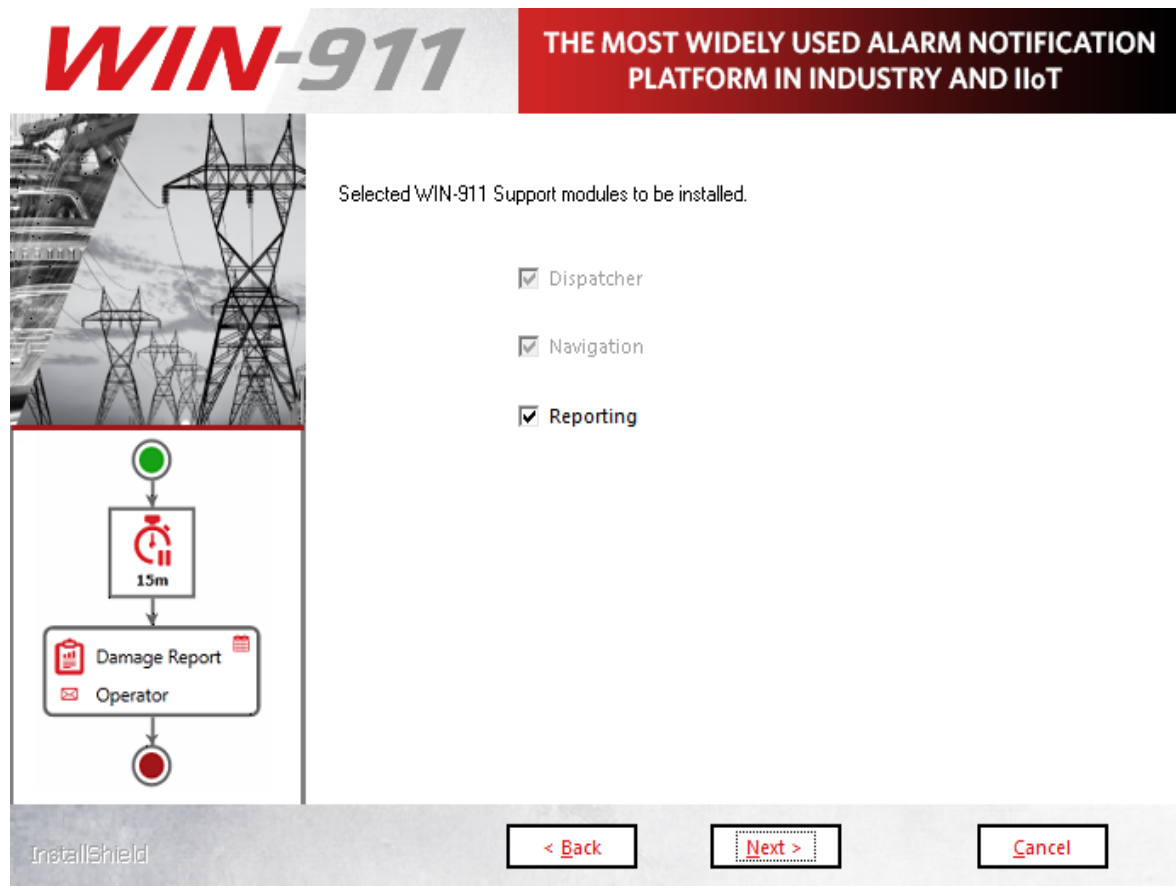 WIN-911
THE MOST WIDELY USED ALARM NOTIFICATION
PLATFORM IN INDUSTRY AND IIoT
Selected WIN-911 Support modules to be installed.
Dispatcher
Navigation
Reporting
15m
Damage Report
Operator
InstallShield
< Back
Next >
Cancel